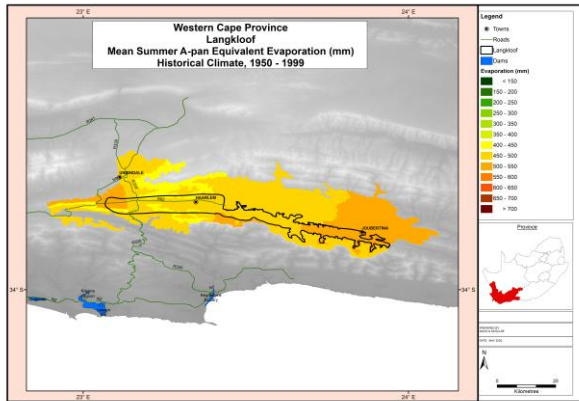 Western Cape Province
Langkloof
Mean Summer A-pan Equivalent Evaporation (mm)
Historical Climate, 1950 - 1999
23° E
24° E
UNIONDALE
HAARLEM
JOUBERTINA
34° S
34° S
23° E
24° E
Legend
Towns
Roads
Langkloof
Dams
Evaporation (mm)
< 150
150 - 200
200 - 250
250 - 300
300 - 350
350 - 400
400 - 450
450 - 500
500 - 550
550 - 600
600 - 650
650 - 700
> 700
Province
N
0
20
Kilometres